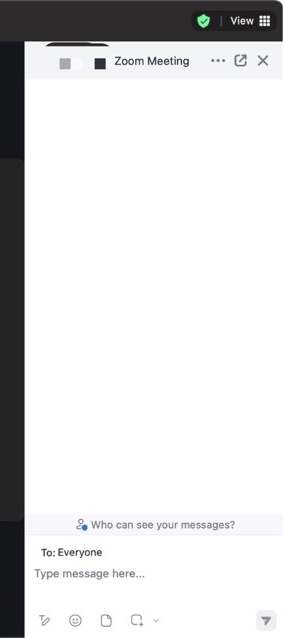 View
Zoom Meeting
Who can see your messages?
To: Everyone
Type message here...